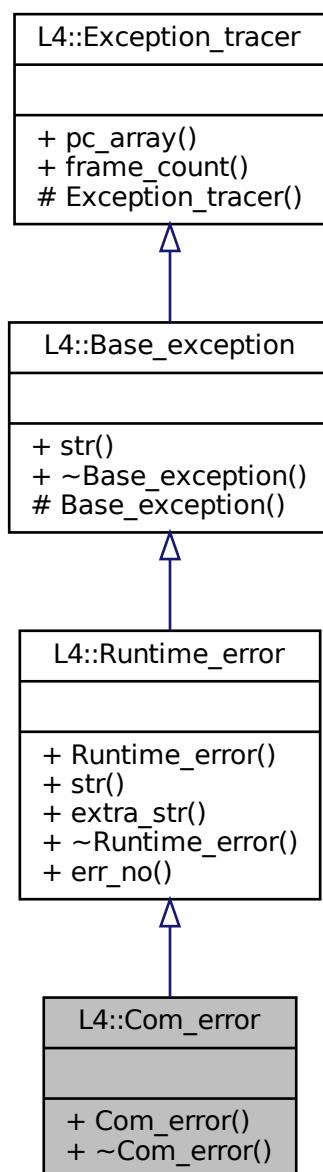 L4::Exception_tracer
+ pc_array()
+ frame_count()
# Exception_tracer()
L4::Base_exception
+ str()
+ ~Base_exception()
# Base_exception()
L4::Runtime_error
+ Runtime_error()
+ str()
+ extra_str()
+ ~Runtime_error()
+ err_no()
L4::Com_error
+ Com_error()
+ ~Com_error()